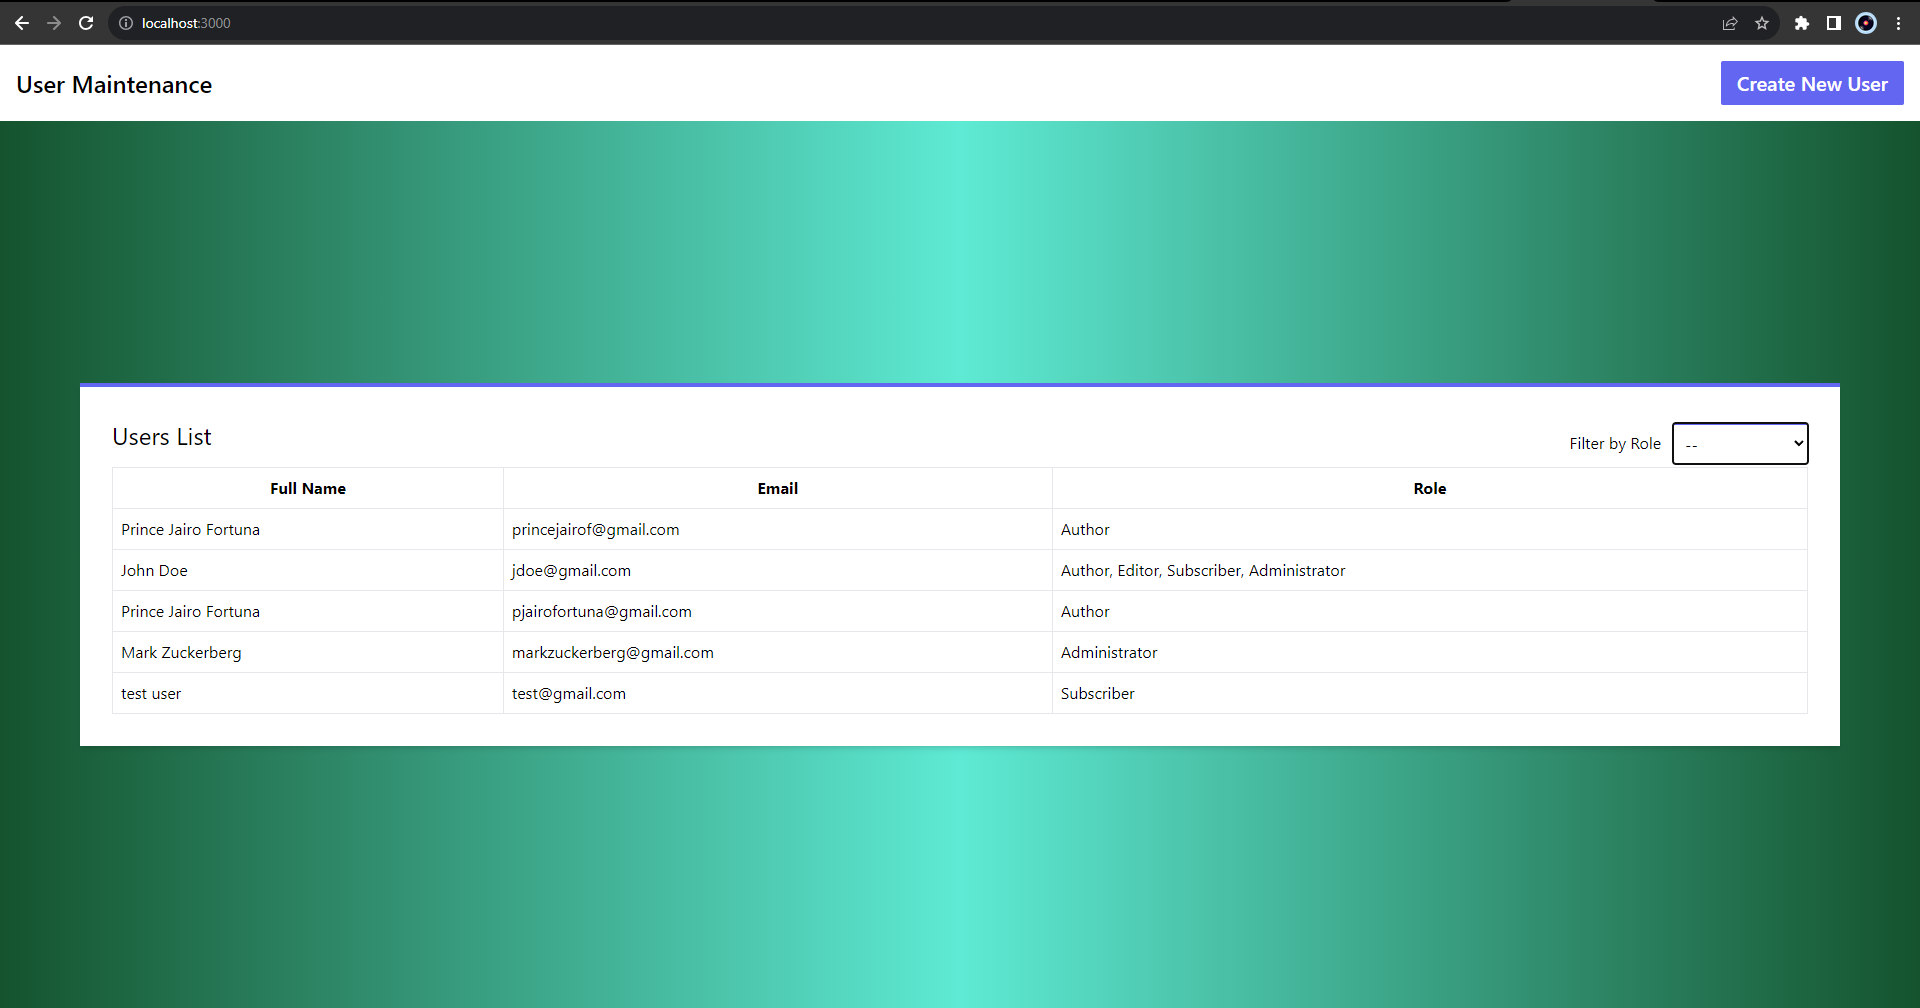 localhost:3000
User Maintenance Create New User
Users List Filter by Role --
Full Name Email Role
Prince Jairo Fortuna princejairof@gmail.com Author
John Doe jdoe@gmail.com Author, Editor, Subscriber, Administrator
Prince Jairo Fortuna pjairofortuna@gmail.com Author
Mark Zuckerberg markzuckerberg@gmail.com Administrator
test user test@gmail.com Subscriber